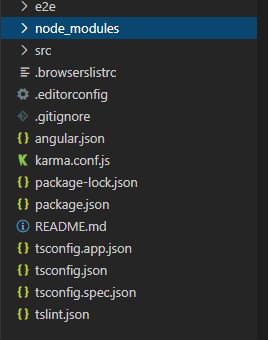 e2e
node_modules
src
.browserslistrc
.editorconfig
.gitignore
angular.json
karma.conf.js
package-lock.json
package.json
README.md
tsconfig.app.json
tsconfig.json
tsconfig.spec.json
tslint.json